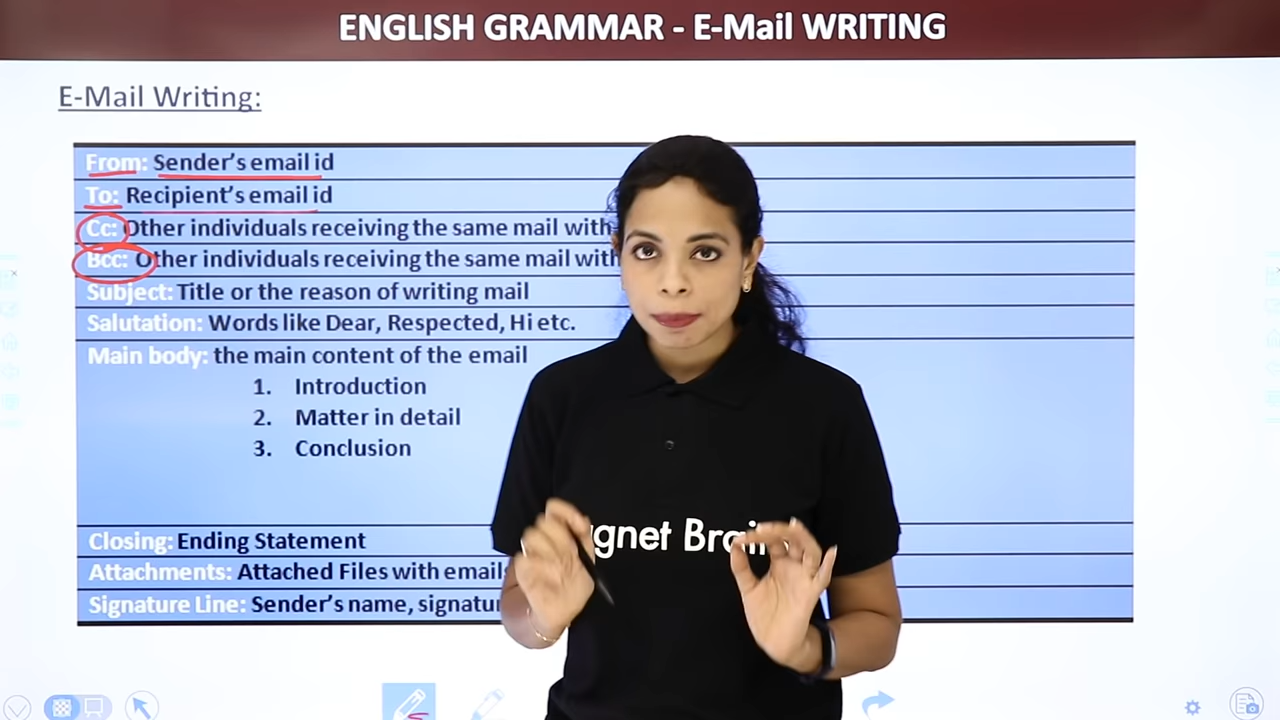 ENGLISH GRAMMAR - E-Mail WRITING
E-Mail Writing:
From: Sender's email id
To: Recipient's email id
Cc: Other individuals receiving the same mail with
Bcc: Other individuals receiving the same mail with
Subject: Title or the reason of writing mail
Salutation: Words like Dear, Respected, Hi etc.
Main body: the main content of the email
1. Introduction
2. Matter in detail
3. Conclusion
gnet Brai
Closing: Ending Statement
Attachments: Attached Files with emails
Signature Line: Sender's name, signatur